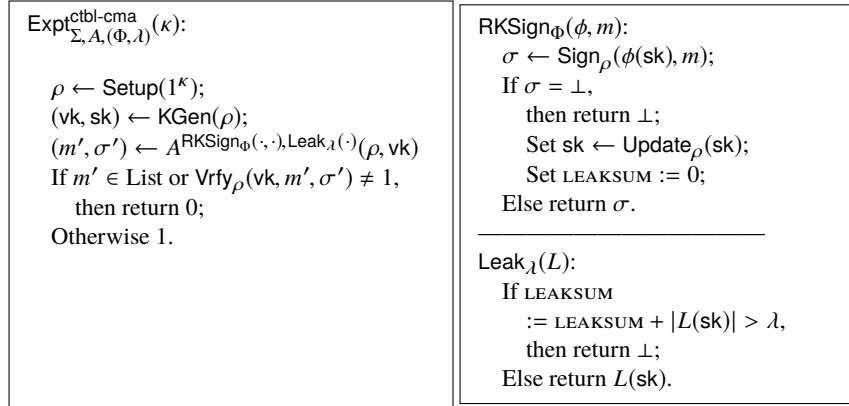 Expt^{ctbl-cma}_{Σ,A,(Φ,λ)}(κ):
ρ ← Setup(1^κ);
(vk, sk) ← KGen(ρ);
(m′, σ′) ← A^{RKSign_Φ(·,·),Leak_λ(·)}(ρ, vk)
If m′ ∈ List or Vrfy_ρ(vk, m′, σ′) ≠ 1,
then return 0;
Otherwise 1.
RKSign_Φ(ϕ, m):
σ ← Sign_ρ(ϕ(sk), m);
If σ = ⊥,
then return ⊥;
Set sk ← Update_ρ(sk);
Set LEAKSUM := 0;
Else return σ.
Leak_λ(L):
If LEAKSUM
:= LEAKSUM + |L(sk)| > λ,
then return ⊥;
Else return L(sk).